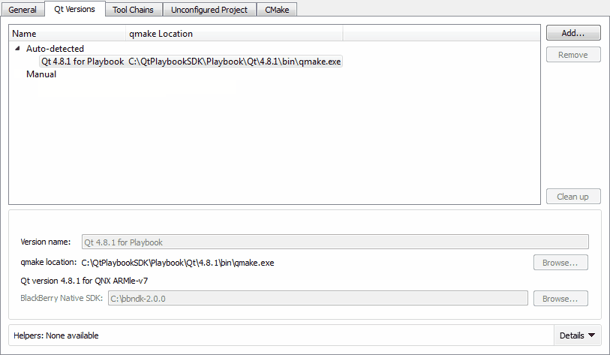 General Qt Versions Tool Chains Unconfigured Project CMake
Name qmake Location
Add...
Auto-detected
Remove
Qt 4.8.1 for Playbook C:\QtPlaybookSDK\Playbook\Qt\4.8.1\bin\qmake.exe
Manual
Clean up
Version name: Qt 4.8.1 for Playbook
qmake location: C:\QtPlaybookSDK\Playbook\Qt\4.8.1\bin\qmake.exe Browse...
Qt version 4.8.1 for QNX ARMle-v7
BlackBerry Native SDK: C:\bbndk-2.0.0 Browse...
Helpers: None available Details